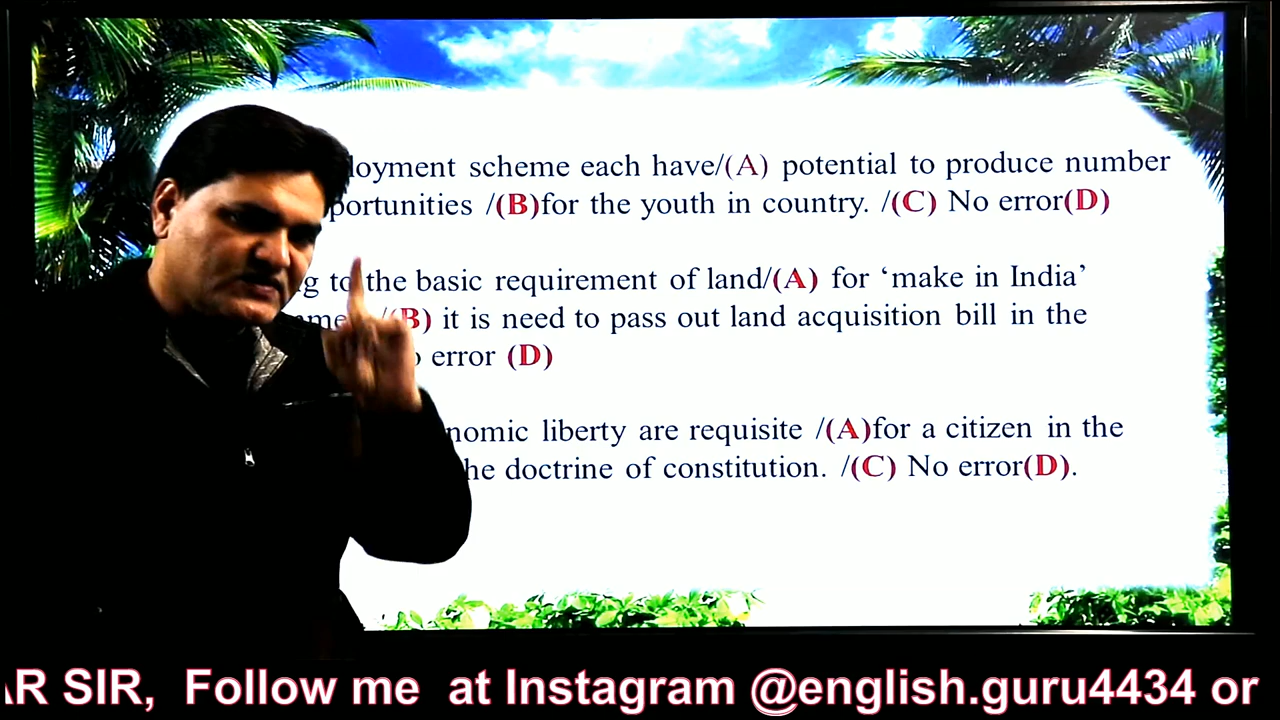 loyment scheme each have/(A) potential to produce number
portunities /(B)for the youth in country. /(C) No error(D)
g to the basic requirement of land/(A) for ‘make in India’
me /(B) it is need to pass out land acquisition bill in the
error (D)
nomic liberty are requisite /(A)for a citizen in the
he doctrine of constitution. /(C) No error(D).
AR SIR, Follow me at Instagram @english.guru4434 or